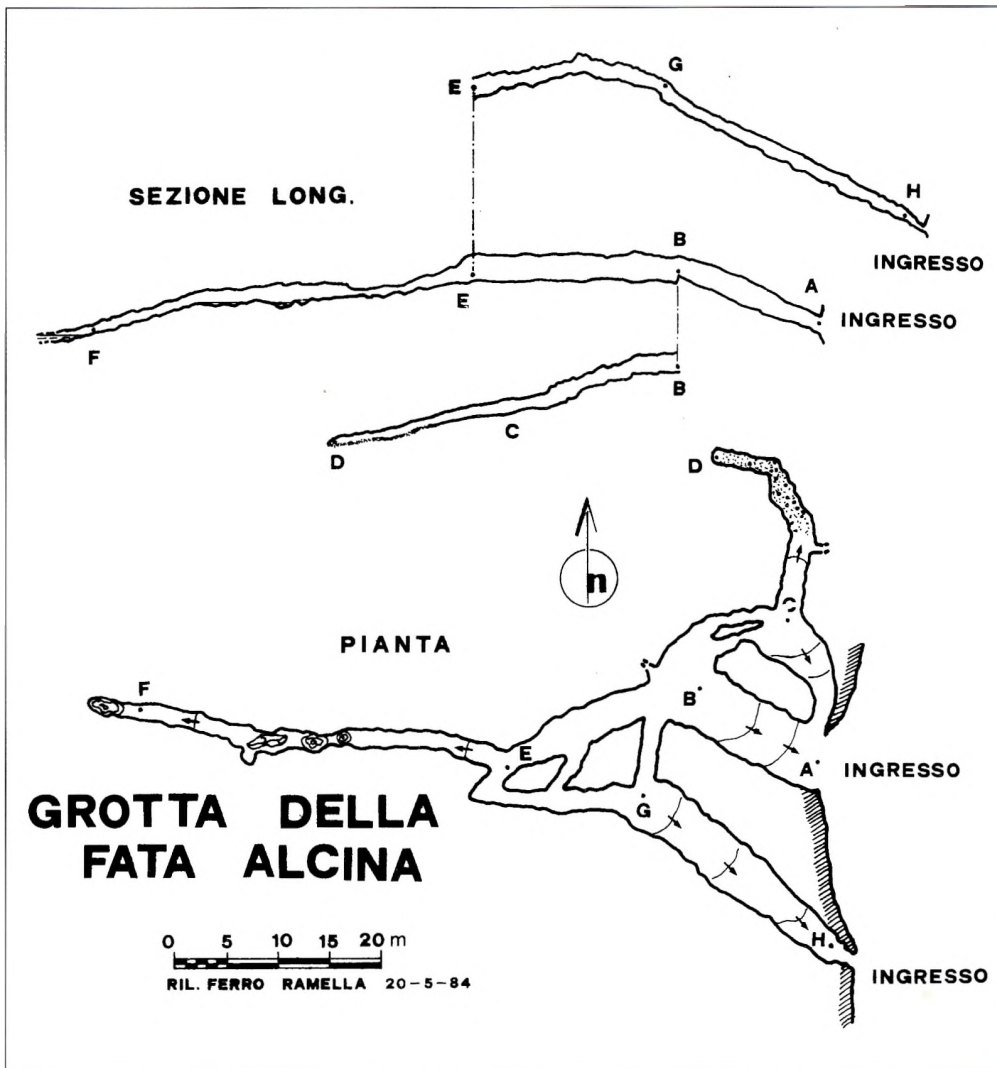 G
E
SEZIONE LONG.
H
INGRESSO
B
A
E
INGRESSO
F
B
C
D
D
n
C
PIANTA
F
B
E
A INGRESSO
G
GROTTA DELLA
FATA ALCINA
H
0 5 10 15 20 m
INGRESSO
RIL. FERRO RAMELLA 20-5-84